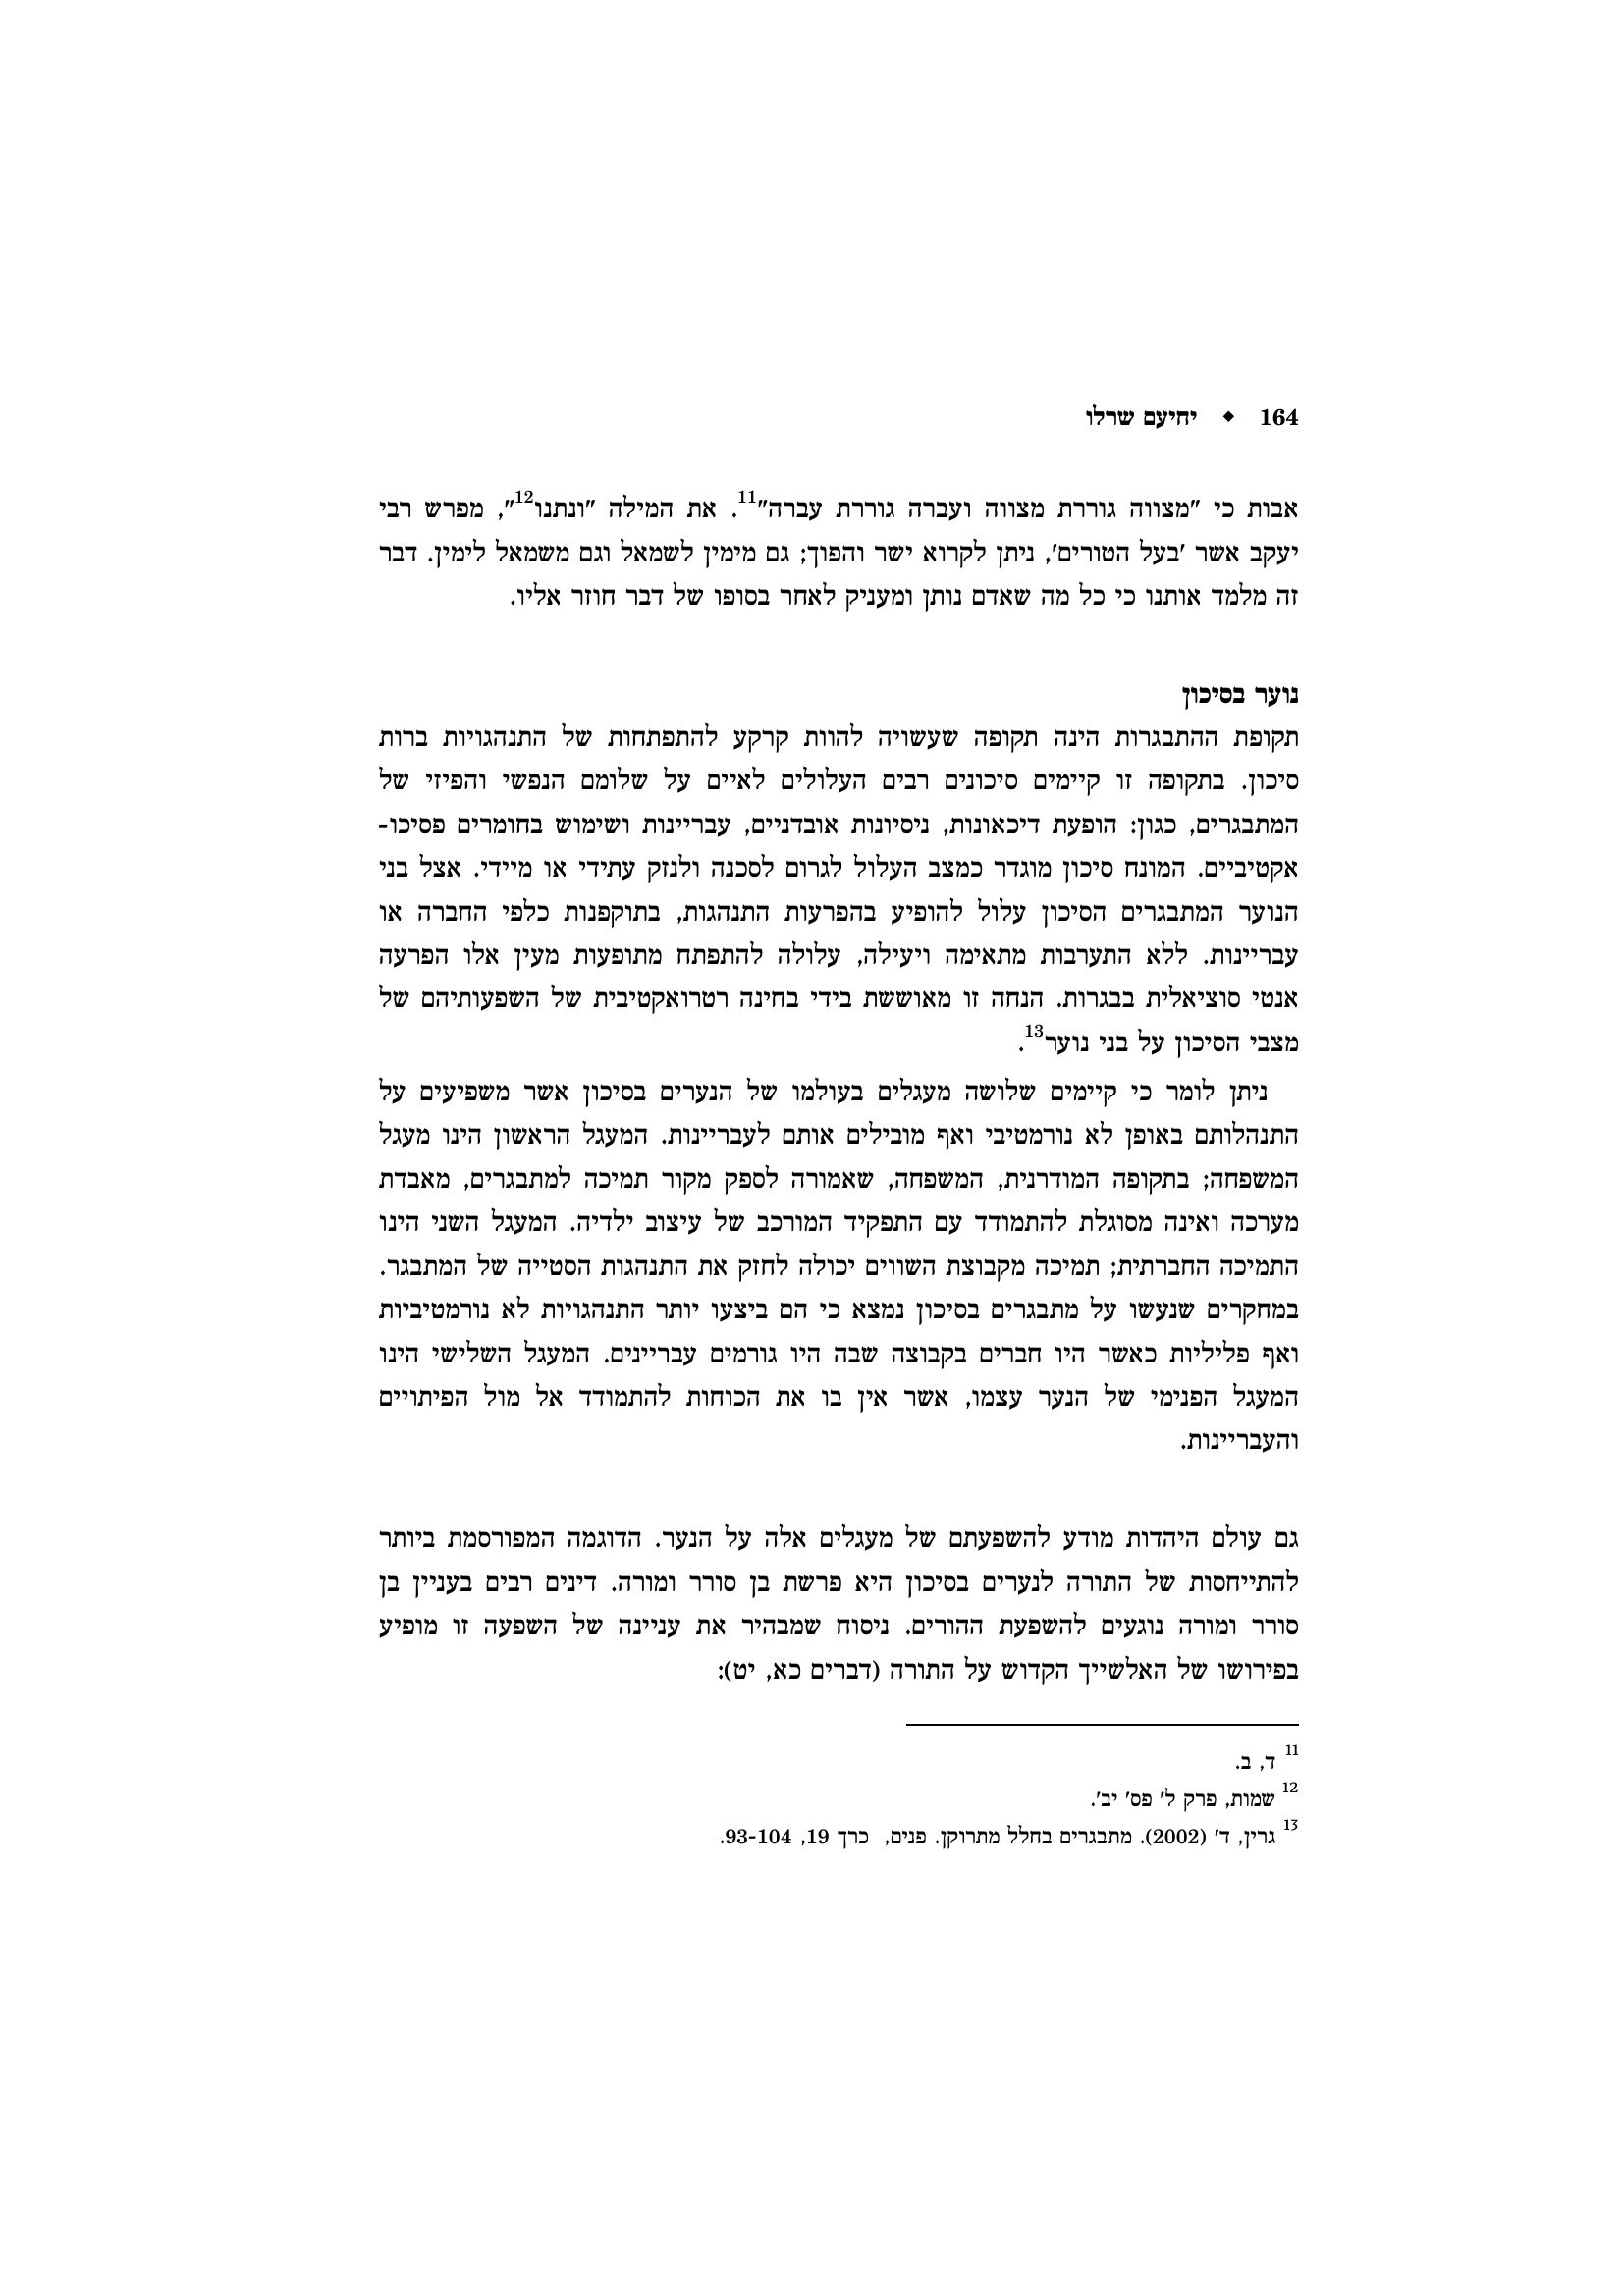 164 ◆ יחיעם שרלו
אבות כי "מצווה גוררת מצווה ועברה גוררת עברה"11. את המילה "ונתנו12", מפרש רבי
יעקב אשר 'בעל הטורים', ניתן לקרוא ישר והפוך; גם מימין לשמאל וגם משמאל לימין. דבר
זה מלמד אותנו כי כל מה שאדם נותן ומעניק לאחר בסופו של דבר חוזר אליו.
נוער בסיכון
תקופת ההתבגרות הינה תקופה שעשויה להוות קרקע להתפתחות של התנהגויות ברות
סיכון. בתקופה זו קיימים סיכונים רבים העלולים לאיים על שלומם הנפשי והפיזי של
המתבגרים, כגון: הופעת דיכאונות, ניסיונות אובדניים, עבריינות ושימוש בחומרים פסיכו-
אקטיביים. המונח סיכון מוגדר כמצב העלול לגרום לסכנה ולנזק עתידי או מיידי. אצל בני
הנוער המתבגרים הסיכון עלול להופיע בהפרעות התנהגות, בתוקפנות כלפי החברה או
עבריינות. ללא התערבות מתאימה ויעילה, עלולה להתפתח מתופעות מעין אלו הפרעה
אנטי סוציאלית בבגרות. הנחה זו מאוששת בידי בחינה רטרואקטיבית של השפעותיהם של
מצבי הסיכון על בני נוער13.
ניתן לומר כי קיימים שלושה מעגלים בעולמו של הנערים בסיכון אשר משפיעים על
התנהלותם באופן לא נורמטיבי ואף מובילים אותם לעבריינות. המעגל הראשון הינו מעגל
המשפחה; בתקופה המודרנית, המשפחה, שאמורה לספק מקור תמיכה למתבגרים, מאבדת
מערכה ואינה מסוגלת להתמודד עם התפקיד המורכב של עיצוב ילדיה. המעגל השני הינו
התמיכה החברתית; תמיכה מקבוצת השווים יכולה לחזק את התנהגות הסטייה של המתבגר.
במחקרים שנעשו על מתבגרים בסיכון נמצא כי הם ביצעו יותר התנהגויות לא נורמטיביות
ואף פליליות כאשר היו חברים בקבוצה שבה היו גורמים עבריינים. המעגל השלישי הינו
המעגל הפנימי של הנער עצמו, אשר אין בו את הכוחות להתמודד אל מול הפיתויים
והעבריינות.
גם עולם היהדות מודע להשפעתם של מעגלים אלה על הנער. הדוגמה המפורסמת ביותר
להתייחסות של התורה לנערים בסיכון היא פרשת בן סורר ומורה. דינים רבים בעניין בן
סורר ומורה נוגעים להשפעת ההורים. ניסוח שמבהיר את עניינה של השפעה זו מופיע
בפירושו של האלשייך הקדוש על התורה (דברים כא, יט):
11 ד, ב.
12 שמות, פרק ל' פס' יב'.
13 גרין, ד' (2002). מתבגרים בחלל מתרוקן. פנים, כרך 19, 93-104.